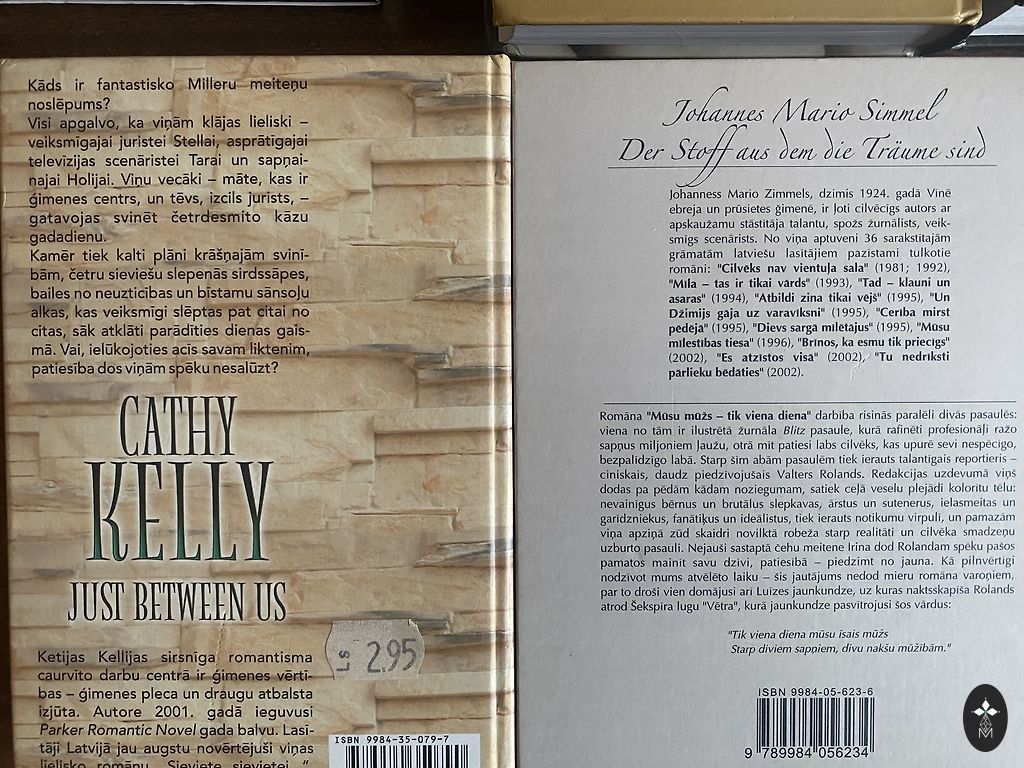 Kāds ir fantastisko Milleru meiteņu
noslēpums?
Visi apgalvo, ka viņām klājas lieliski –
veiksmīgajai juristei Stellai, asprātīgajai
televīzijas scenāristei Tarai un sapņai-
najai Holijai. Viņu vecāki – māte, kas ir
ģimenes centrs, un tēvs, izcils jurists, –
gatavojas svinēt četrdesmito kāzu
gadadienu.
Kamēr tiek kalti plāni krāšņajām svinī-
bām, četru sieviešu slepenās sirdssāpes,
bailes no neuzticības un bīstamu sānsoļu
alkas, kas veiksmīgi slēptas pat citai no
citas, sāk atklāti parādīties dienas gais-
mā. Vai, ielūkojoties acīs savam liktenim,
patiesība dos viņām spēku nesalūzt?
CATHY
KELLY
JUST BETWEEN US
Ls 2.95
Ketijas Kellijas sirsnīga romantisma
caurvīto darbu centrā ir ģimenes vērtī-
bas – ģimenes pleca un draugu atbalsta
izjūta. Autore 2001. gadā ieguvusi
Parker Romantic Novel gada balvu. Lasī-
tāji Latvijā jau augstu novērtējuši viņas
lielisko romānu „Sieviete sievietei.”
ISBN 9984-35-079-7
Johannes Mario Simmel
Der Stoff aus dem die Träume sind
Johanness Mario Zimmels, dzimis 1924. gadā Vīnē
ebreja un prūsietes ģimenē, ir ļoti cilvēcīgs autors ar
apskaužamu stāstītāja talantu, spožs žurnālists, veik-
smīgs scenārists. No viņa aptuveni 36 sarakstītajām
grāmatām latviešu lasītājiem pazīstami tulkotie
romāni: "Cilvēks nav vientuļa sala" (1981; 1992),
"Mīla – tas ir tikai vārds" (1993), "Tad – klauni un
asaras" (1994), "Atbildi zina tikai vējš" (1995), "Un
Džimijs gāja uz varavīksni" (1995), "Cerība mirst
pēdējā" (1995), "Dievs sargā mīlētājus" (1995), "Mūsu
mīlestības tiesa" (1996), "Brīnos, ka esmu tik priecīgs"
(2002), "Es atzīstos visā" (2002), "Tu nedrīksti
pārlieku bēdāties" (2002).
Romāna "Mūsu mūžs – tik viena diena" darbība risinās paralēli divās pasaulēs:
viena no tām ir ilustrētā žurnāla Blitz pasaule, kurā rafinēti profesionāļi ražo
sapņus miljoniem ļaužu, otrā mīt patiesi labs cilvēks, kas upurē sevi nespēcīgo,
bezpalīdzīgo labā. Starp šīm abām pasaulēm tiek ierauts talantīgais reportieris –
ciniskais, daudz piedzīvojušais Valters Rolands. Redakcijas uzdevumā viņš
dodas pa pēdām kādam noziegumam, satiek ceļā veselu plejādi kolorītu tēlu:
nevainīgus bērnus un brutālus slepkavas, ārstus un sutenerus, ielasmeitas un
garīdzniekus, fanātiķus un ideālistus, tiek ierauts notikumu virpulī, un pamazām
viņa apziņā zūd skaidri novilktā robeža starp realitāti un cilvēka smadzeņu
uzburto pasauli. Nejauši sastaptā čehu meitene Irina dod Rolandam spēku pašos
pamatos mainīt savu dzīvi, patiesībā – piedzimt no jauna. Kā pilnvērtīgi
nodzīvot mums atvēlēto laiku – šis jautājums nedod mieru romāna varoņiem,
par to droši vien domājusi arī Luīzes jaunkundze, uz kuras naktsskapīša Rolands
atrod Šekspīra lugu "Vētra", kurā jaunkundze pasvītrojusi šos vārdus:
"Tik viena diena mūsu īsais mūžs
Starp diviem sapņiem, divu nakšu mūžībām."
ISBN 9984-05-623-6
9 789984 056234